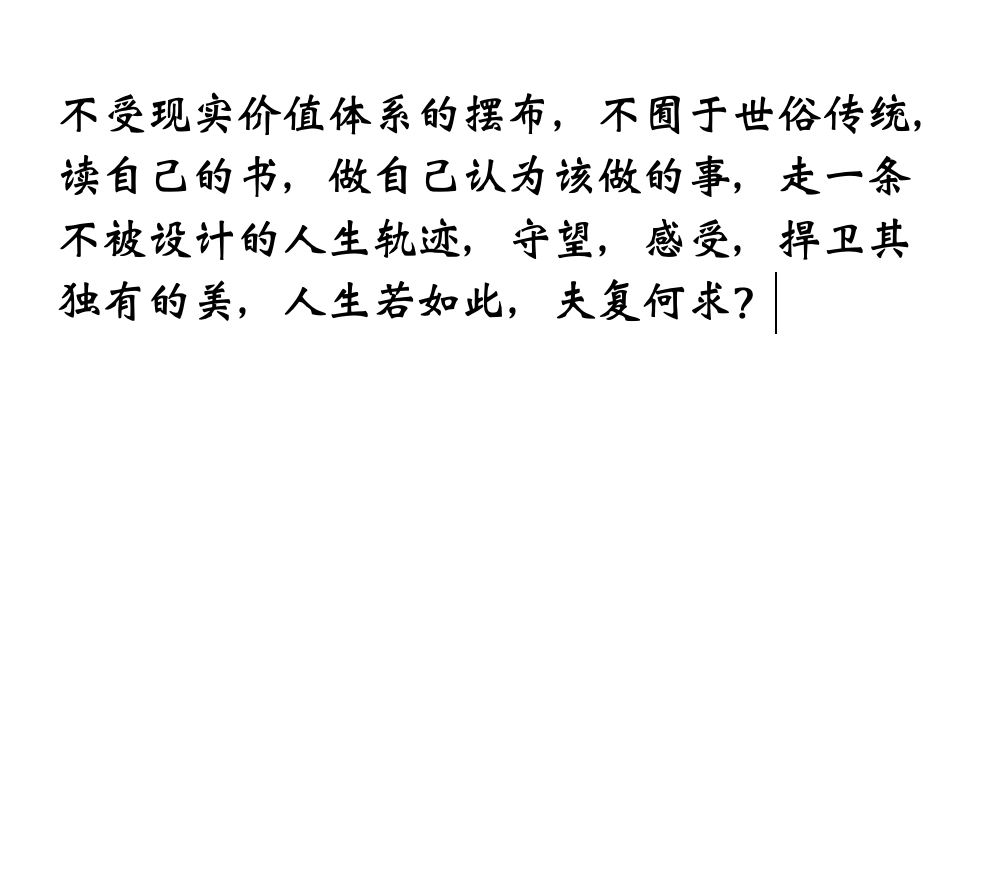 不受现实价值体系的摆布，不囿于世俗传统，
读自己的书，做自己认为该做的事，走一条
不被设计的人生轨迹，守望，感受，捍卫其
独有的美，人生若如此，夫复何求？